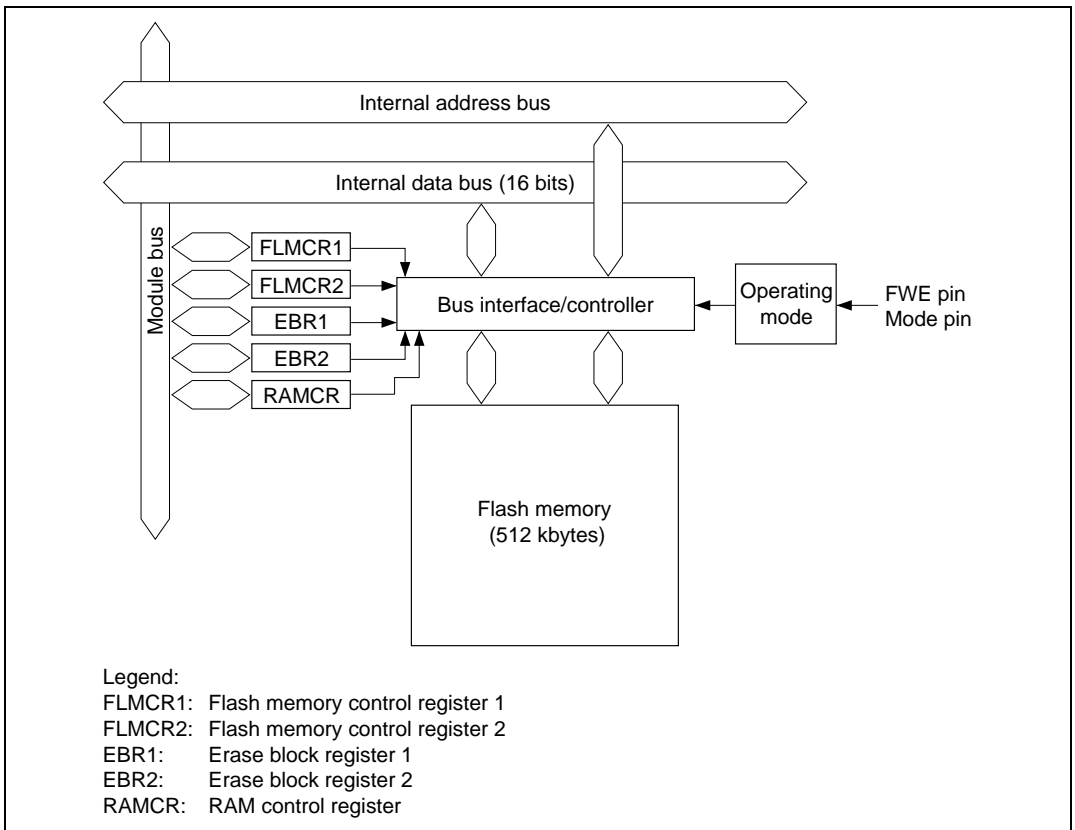 Internal address bus
Internal data bus (16 bits)
Module bus
FLMCR1
FLMCR2
EBR1
EBR2
RAMCR
Bus interface/controller
Operating
mode
FWE pin
Mode pin
Flash memory
(512 kbytes)
Legend:
FLMCR1: Flash memory control register 1
FLMCR2: Flash memory control register 2
EBR1: Erase block register 1
EBR2: Erase block register 2
RAMCR: RAM control register